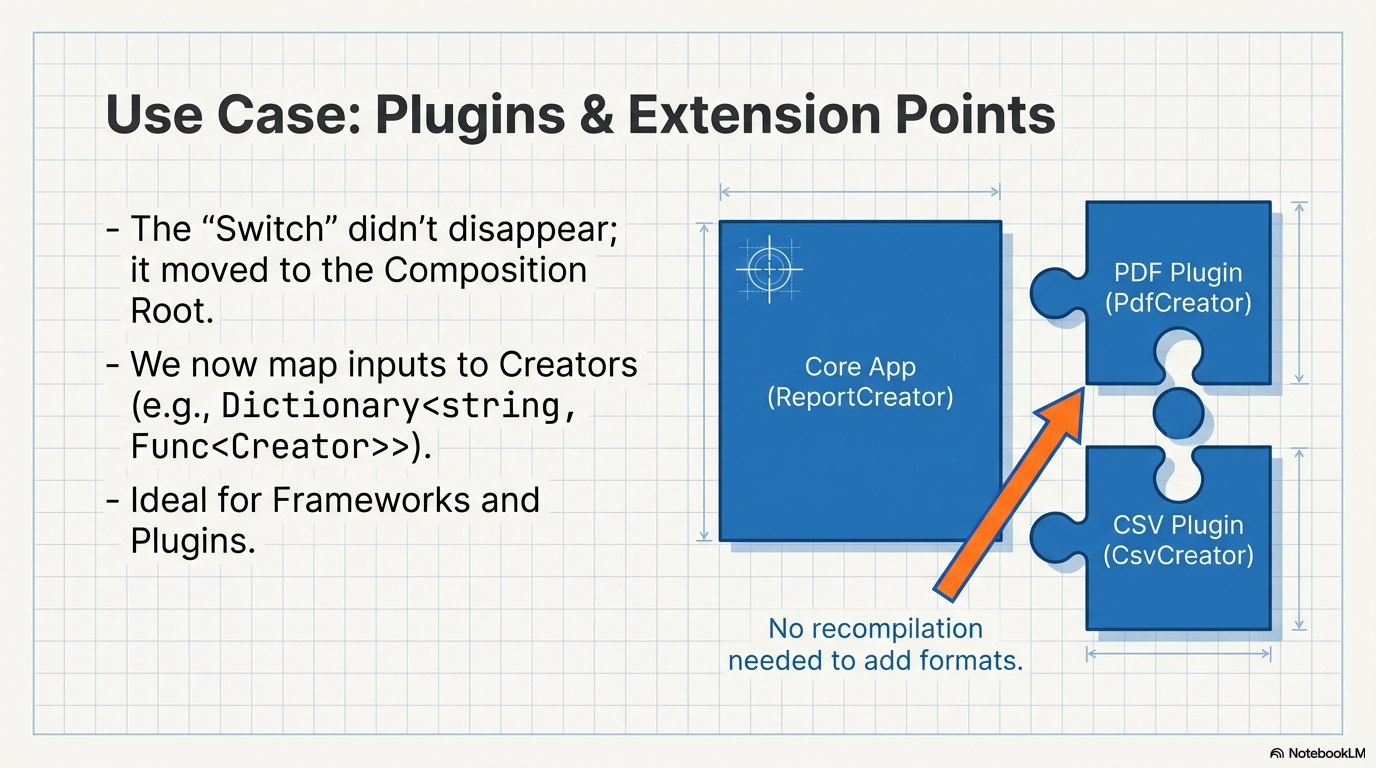 Use Case: Plugins & Extension Points
- The “Switch” didn’t disappear;
it moved to the Composition
Root.
- We now map inputs to Creators
(e.g., Dictionary<string,
Func<Creator>>).
- Ideal for Frameworks and
Plugins.
Core App
(ReportCreator)
PDF Plugin
(PdfCreator)
CSV Plugin
(CsvCreator)
No recompilation
needed to add formats.
NotebookLM